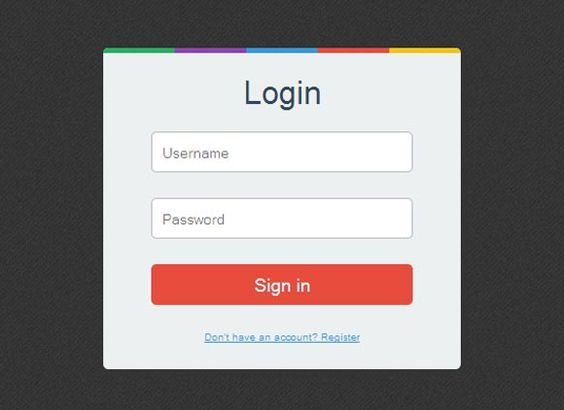 Login
Username
Password
Sign in
Don't have an account? Register